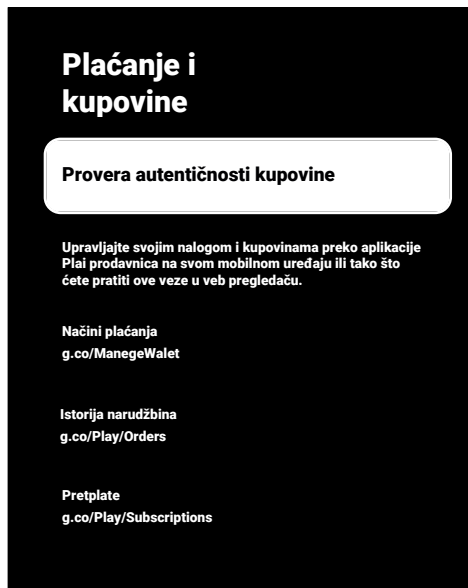 Plaćanje i
kupovine
Provera autentičnosti kupovine
Upravljajte svojim nalogom i kupovinama preko aplikacije
Plai prodavnica na svom mobilnom uređaju ili tako što
ćete pratiti ove veze u veb pregledaču.
Načini plaćanja
g.co/ManegeWalet
Istorija narudžbina
g.co/Play/Orders
Pretplate
g.co/Play/Subscriptions